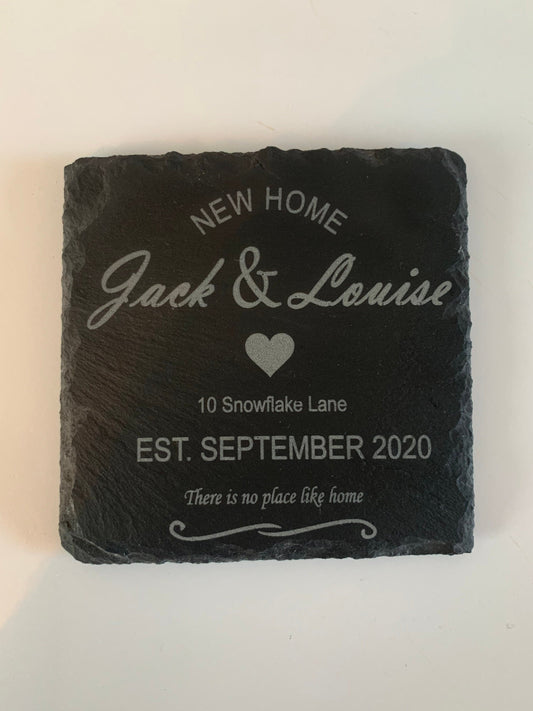 NEW HOME
Jack & Louise
10 Snowflake Lane
EST. SEPTEMBER 2020
There is no place like home